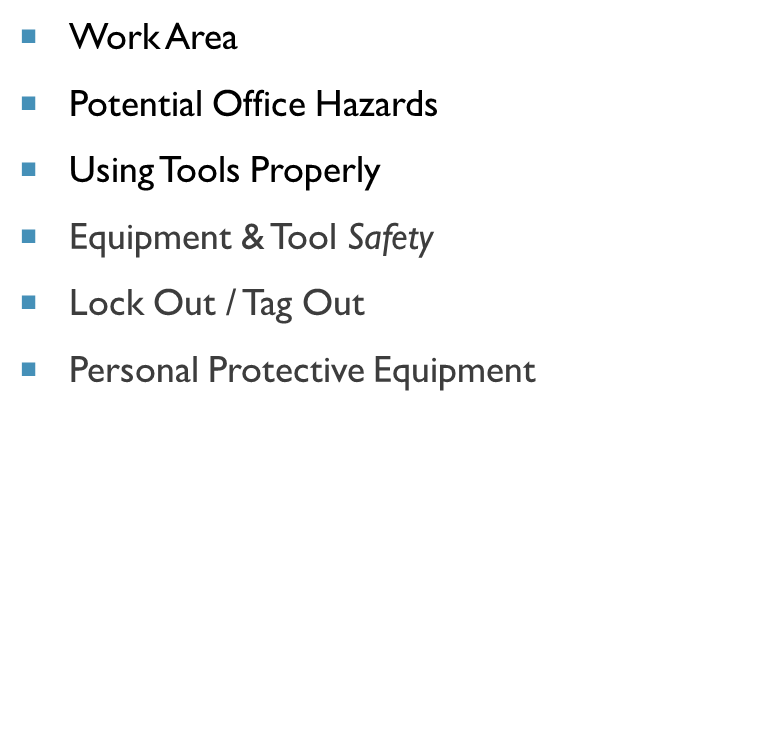 Work Area
Potential Office Hazards
Using Tools Properly
Equipment & Tool Safety
Lock Out / Tag Out
Personal Protective Equipment